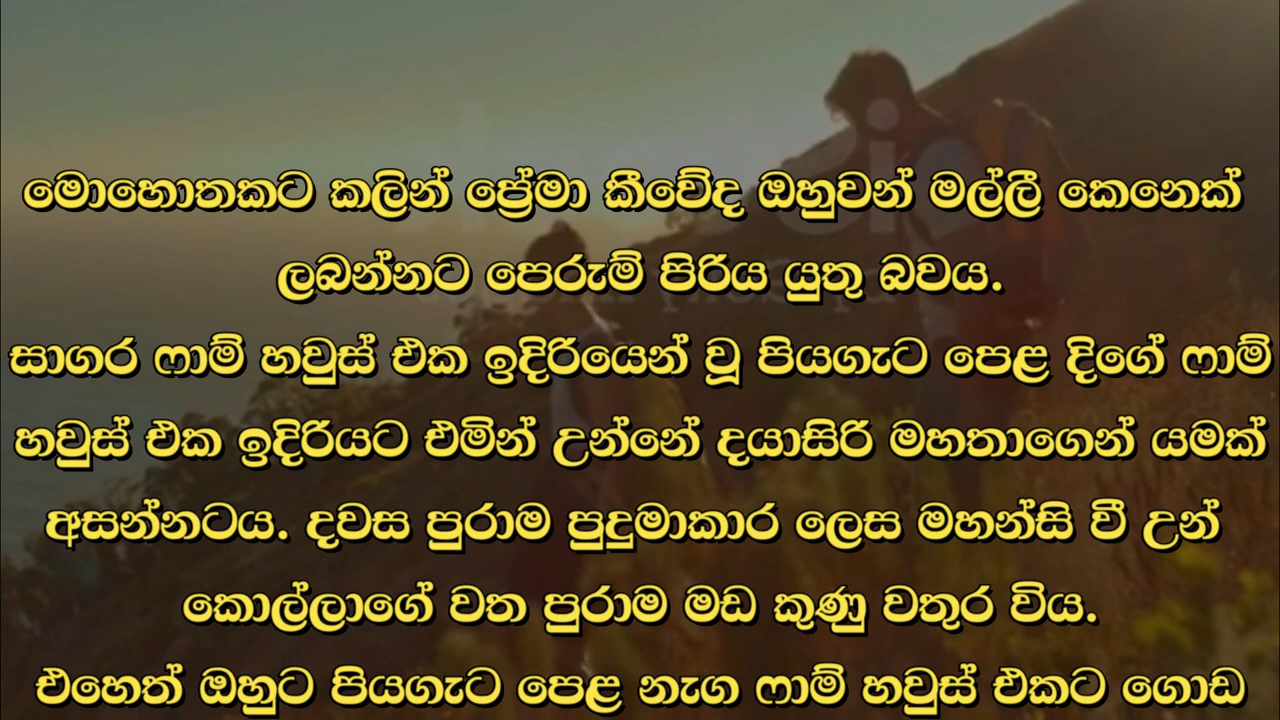 මොහොතකට කලින් ප්‍රේමා කීවේද ඔහුවන් මල්ලී කෙනෙක්
ලබන්නට පෙරුම් පිරිය යුතු බවය.
සාගර ෆාම් හවුස් එක ඉදිරියෙන් වූ පියගැට පෙළ දිගේ ෆාම්
හවුස් එක ඉදිරියට එමින් උන්නේ දයාසිරි මහතාගෙන් යමක්
අසන්නටය. දවස පුරාම පුදුමාකාර ලෙස මහන්සි වී උන්
කොල්ලාගේ වත පුරාම මඩ කුණු වතුර විය.
එහෙත් ඔහුට පියගැට පෙළ නැග ෆාම් හවුස් එකට ගොඩ